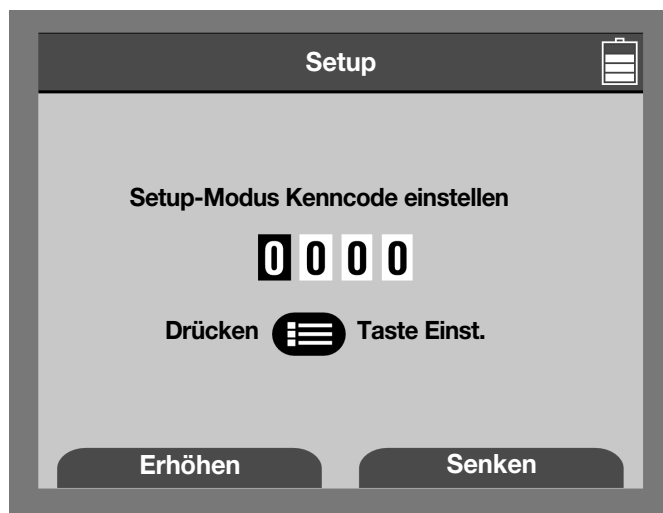 Setup
Setup-Modus Kenncode einstellen
0 0 0 0
Drücken Taste Einst.
Erhöhen Senken